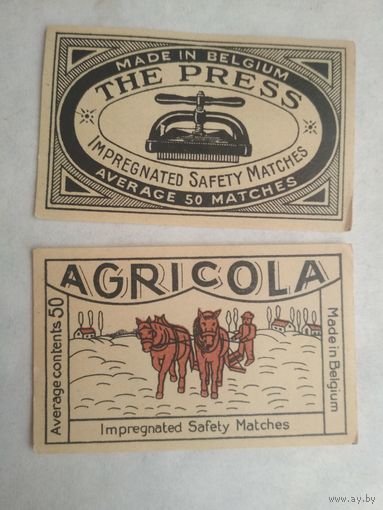 MADE IN BELGIUM
THE PRESS
IMPREGNATED SAFETY MATCHES
AVERAGE 50 MATCHES
AGRICOLA
Average contents 50
Made in Belgium
Impregnated Safety Matches
www.ay.by